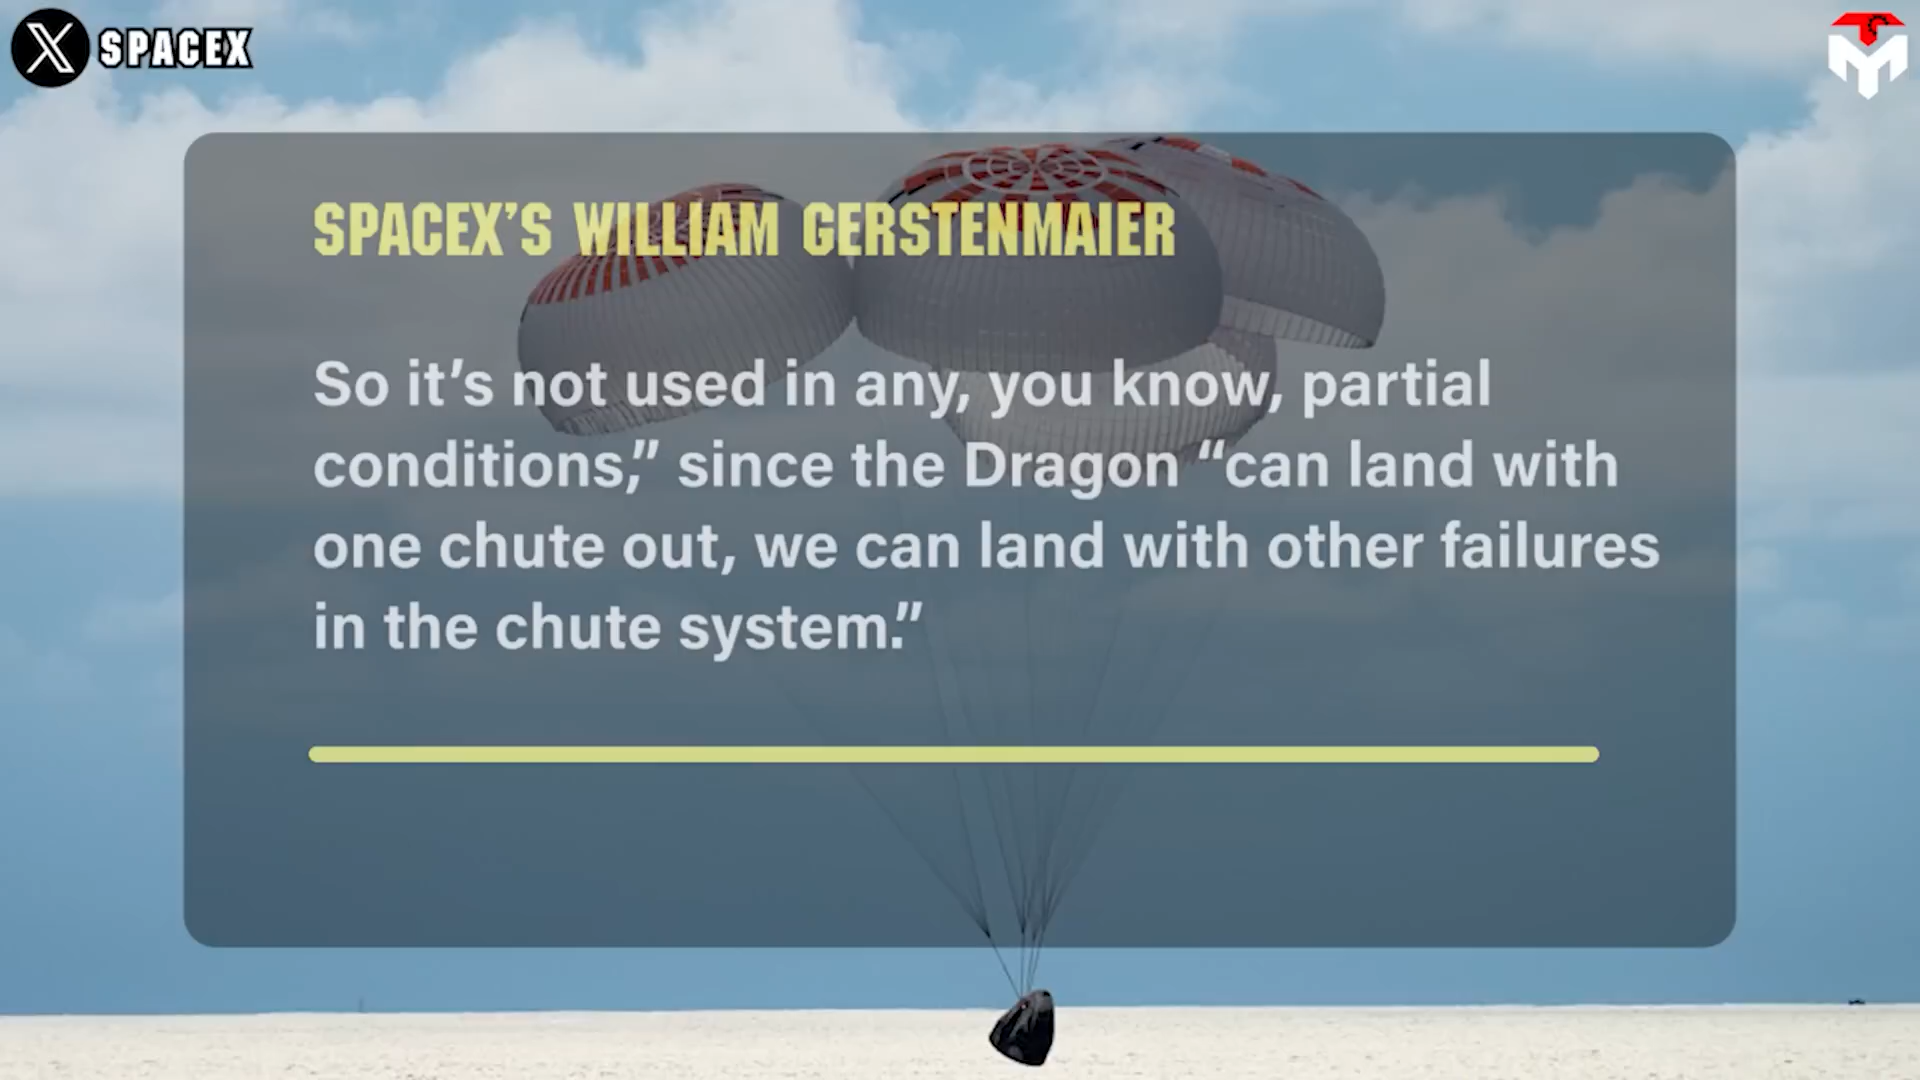 X SPACEX
SPACEX’S WILLIAM GERSTENMAIER
So it’s not used in any, you know, partial
conditions,” since the Dragon “can land with
one chute out, we can land with other failures
in the chute system.”